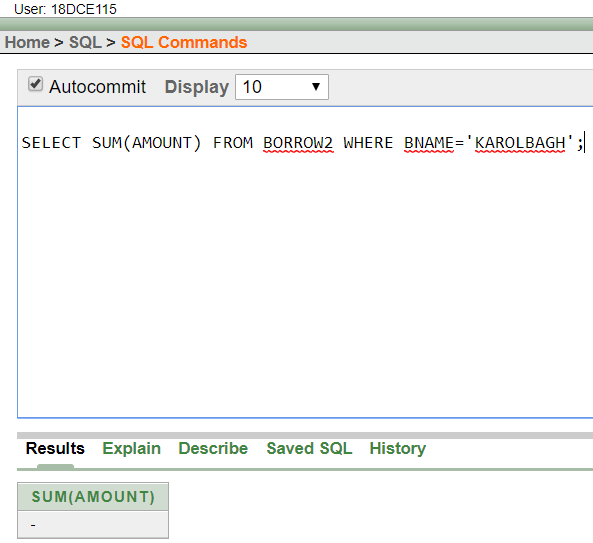 User: 18DCE115
Home > SQL > SQL Commands
Autocommit Display 10
SELECT SUM(AMOUNT) FROM BORROW2 WHERE BNAME='KAROLBAGH';
Results Explain Describe Saved SQL History
SUM(AMOUNT)
-